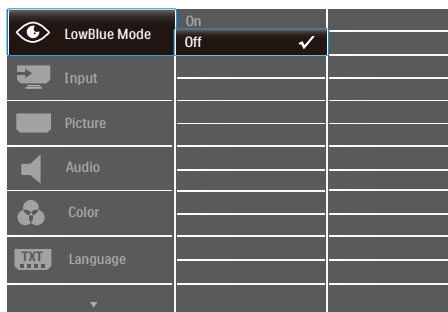 LowBlue Mode
On
Off
Input
Picture
Audio
Color
TXT
Language